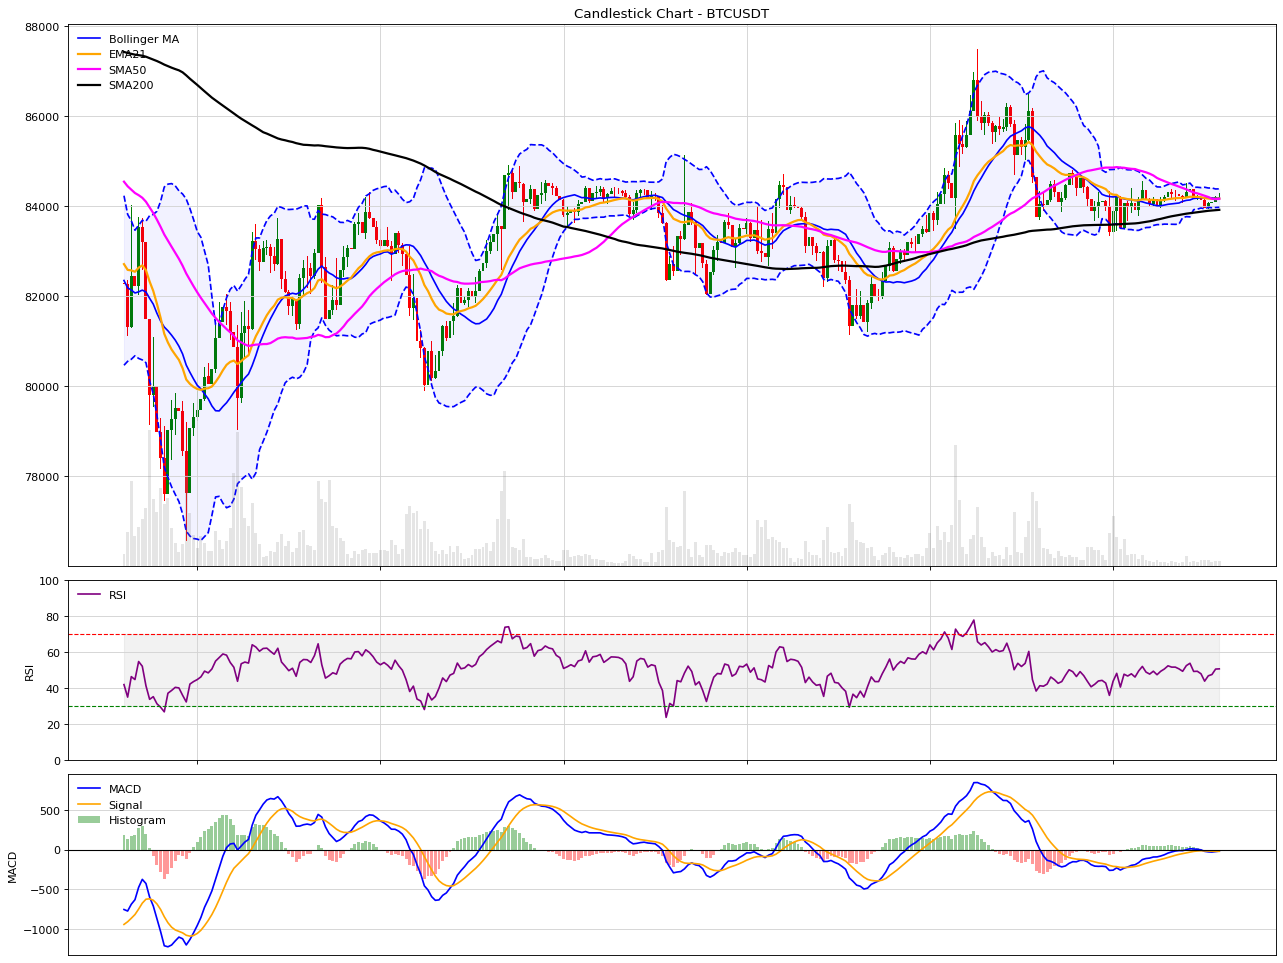 Candlestick Chart - BTCUSDT
88000
86000
84000
82000
80000
78000
Bollinger MA
EMA21
SMA50
SMA200
100
80
60
40
20
0
RSI
RSI
500
0
−500
−1000
MACD
MACD
Signal
Histogram